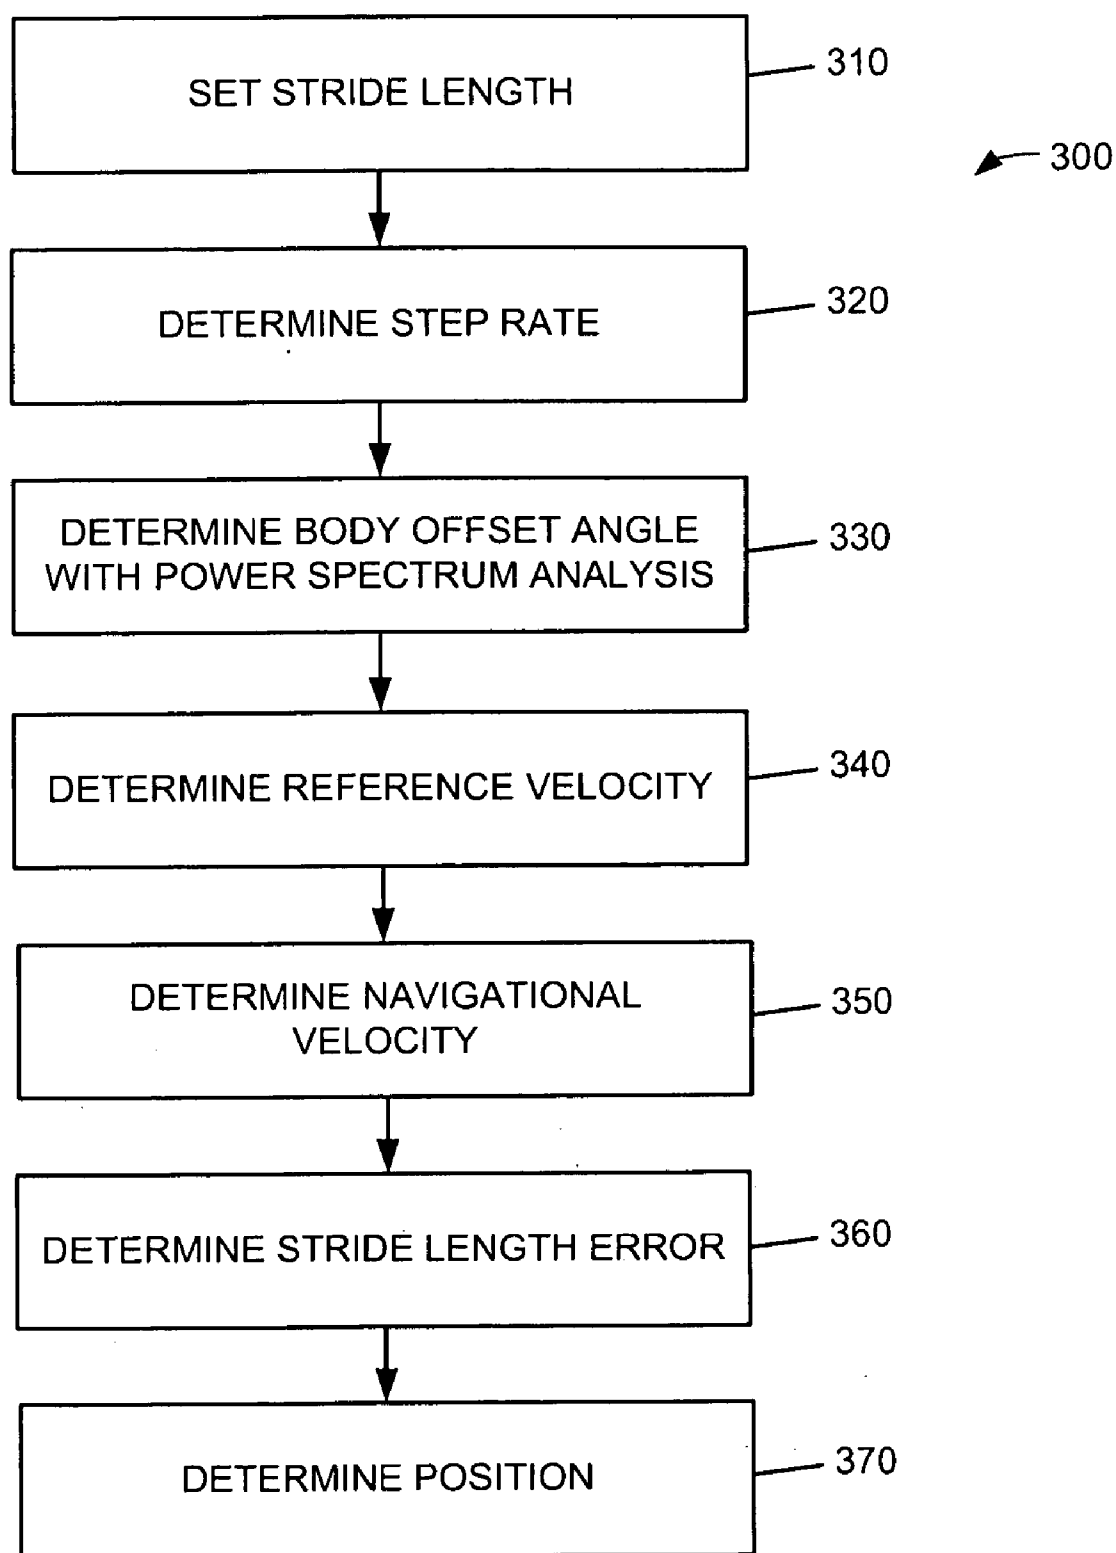 SET STRIDE LENGTH
310
300
DETERMINE STEP RATE
320
DETERMINE BODY OFFSET ANGLE
WITH POWER SPECTRUM ANALYSIS
330
DETERMINE REFERENCE VELOCITY
340
DETERMINE NAVIGATIONAL
VELOCITY
350
DETERMINE STRIDE LENGTH ERROR
360
DETERMINE POSITION
370